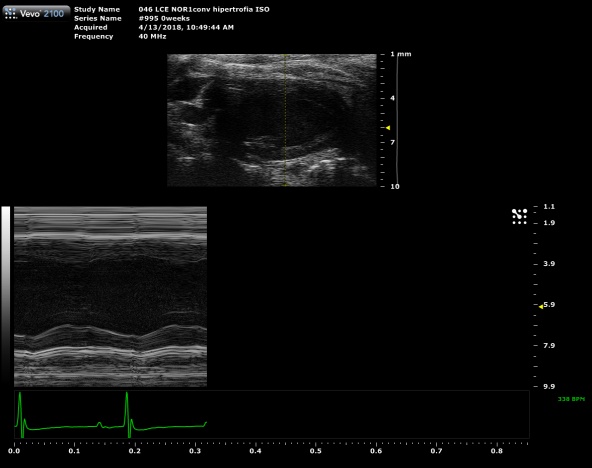 Vevo 2100
Study Name 046 LCE NOR1conv hipertrofia ISO
Series Name #995 0weeks
Acquired 4/13/2018, 10:49:44 AM
Frequency 40 MHz
1 mm
4
7
10
1.1
1.9
3.9
5.9
7.9
9.9
338 BPM
0.0 0.1 0.2 0.3 0.4 0.5 0.6 0.7 0.8